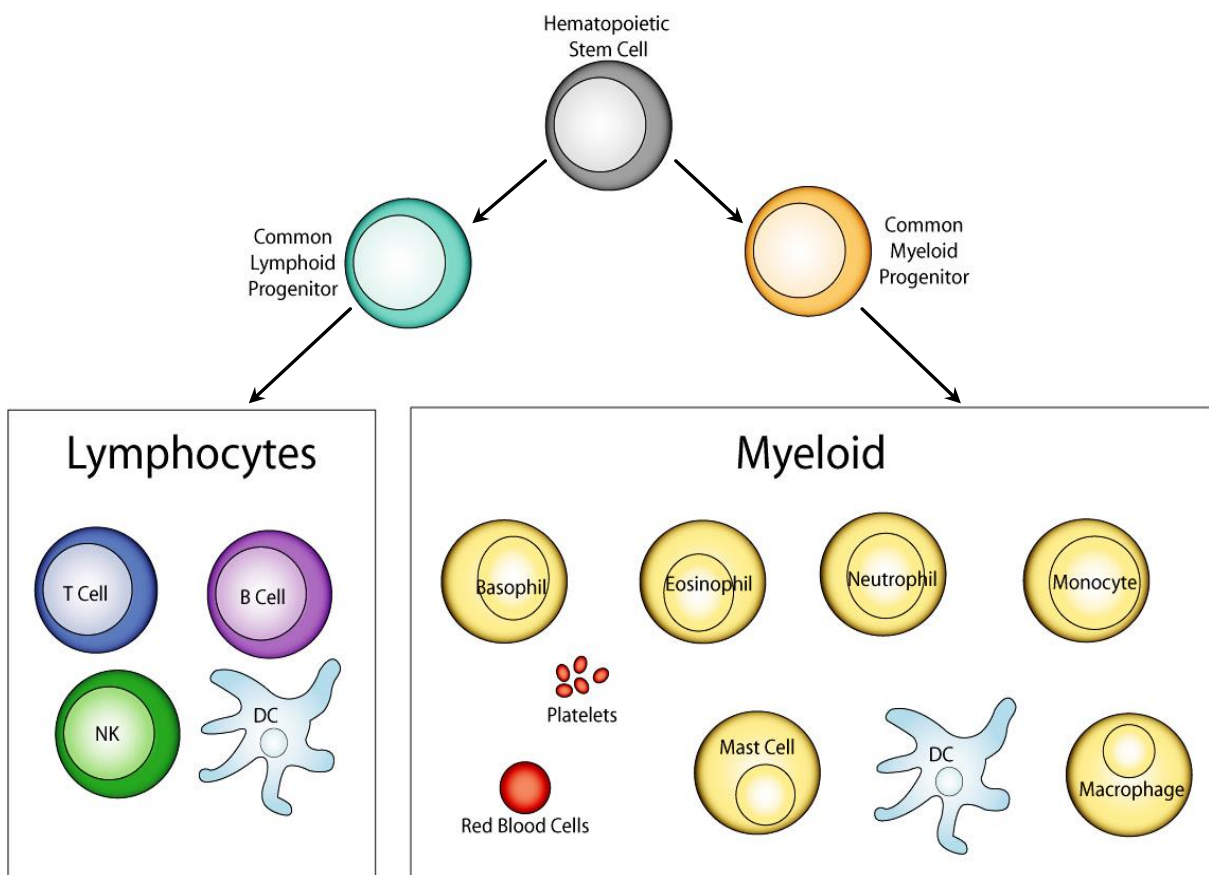 Hematopoietic
Stem Cell
Common
Lymphoid
Progenitor
Common
Myeloid
Progenitor
Lymphocytes
T Cell
B Cell
NK
DC
Myeloid
Basophil
Eosinophil
Neutrophil
Monocyte
Platelets
Red Blood Cells
Mast Cell
DC
Macrophage